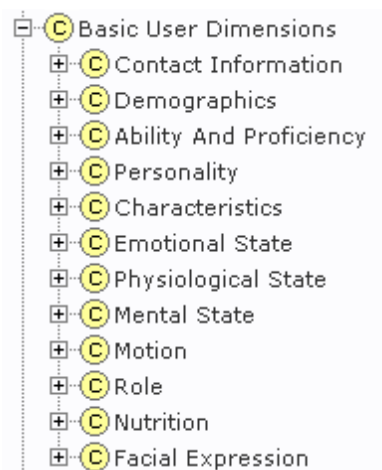 C Basic User Dimensions
C Contact Information
C Demographics
C Ability And Proficiency
C Personality
C Characteristics
C Emotional State
C Physiological State
C Mental State
C Motion
C Role
C Nutrition
C Facial Expression